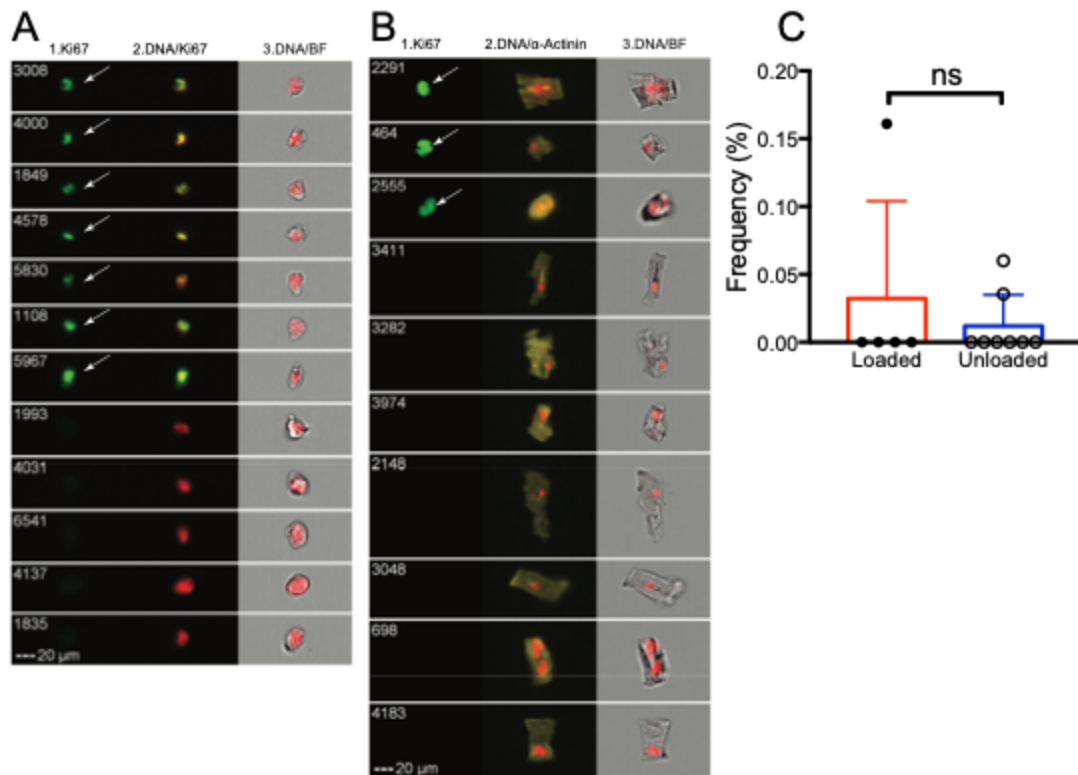 A
1.Ki67 2.DNA/Ki67 3.DNA/BF
3008
4000
1849
4578
5830
1108
5967
1993
4031
6541
4137
1835
20 µm
B
1.Ki67 2.DNA/α-Actinin 3.DNA/BF
2291
464
2555
3411
3282
3974
2148
3048
698
4183
20 µm
C
ns
Frequency (%)
0.20
0.15
0.10
0.05
0.00
Loaded Unloaded